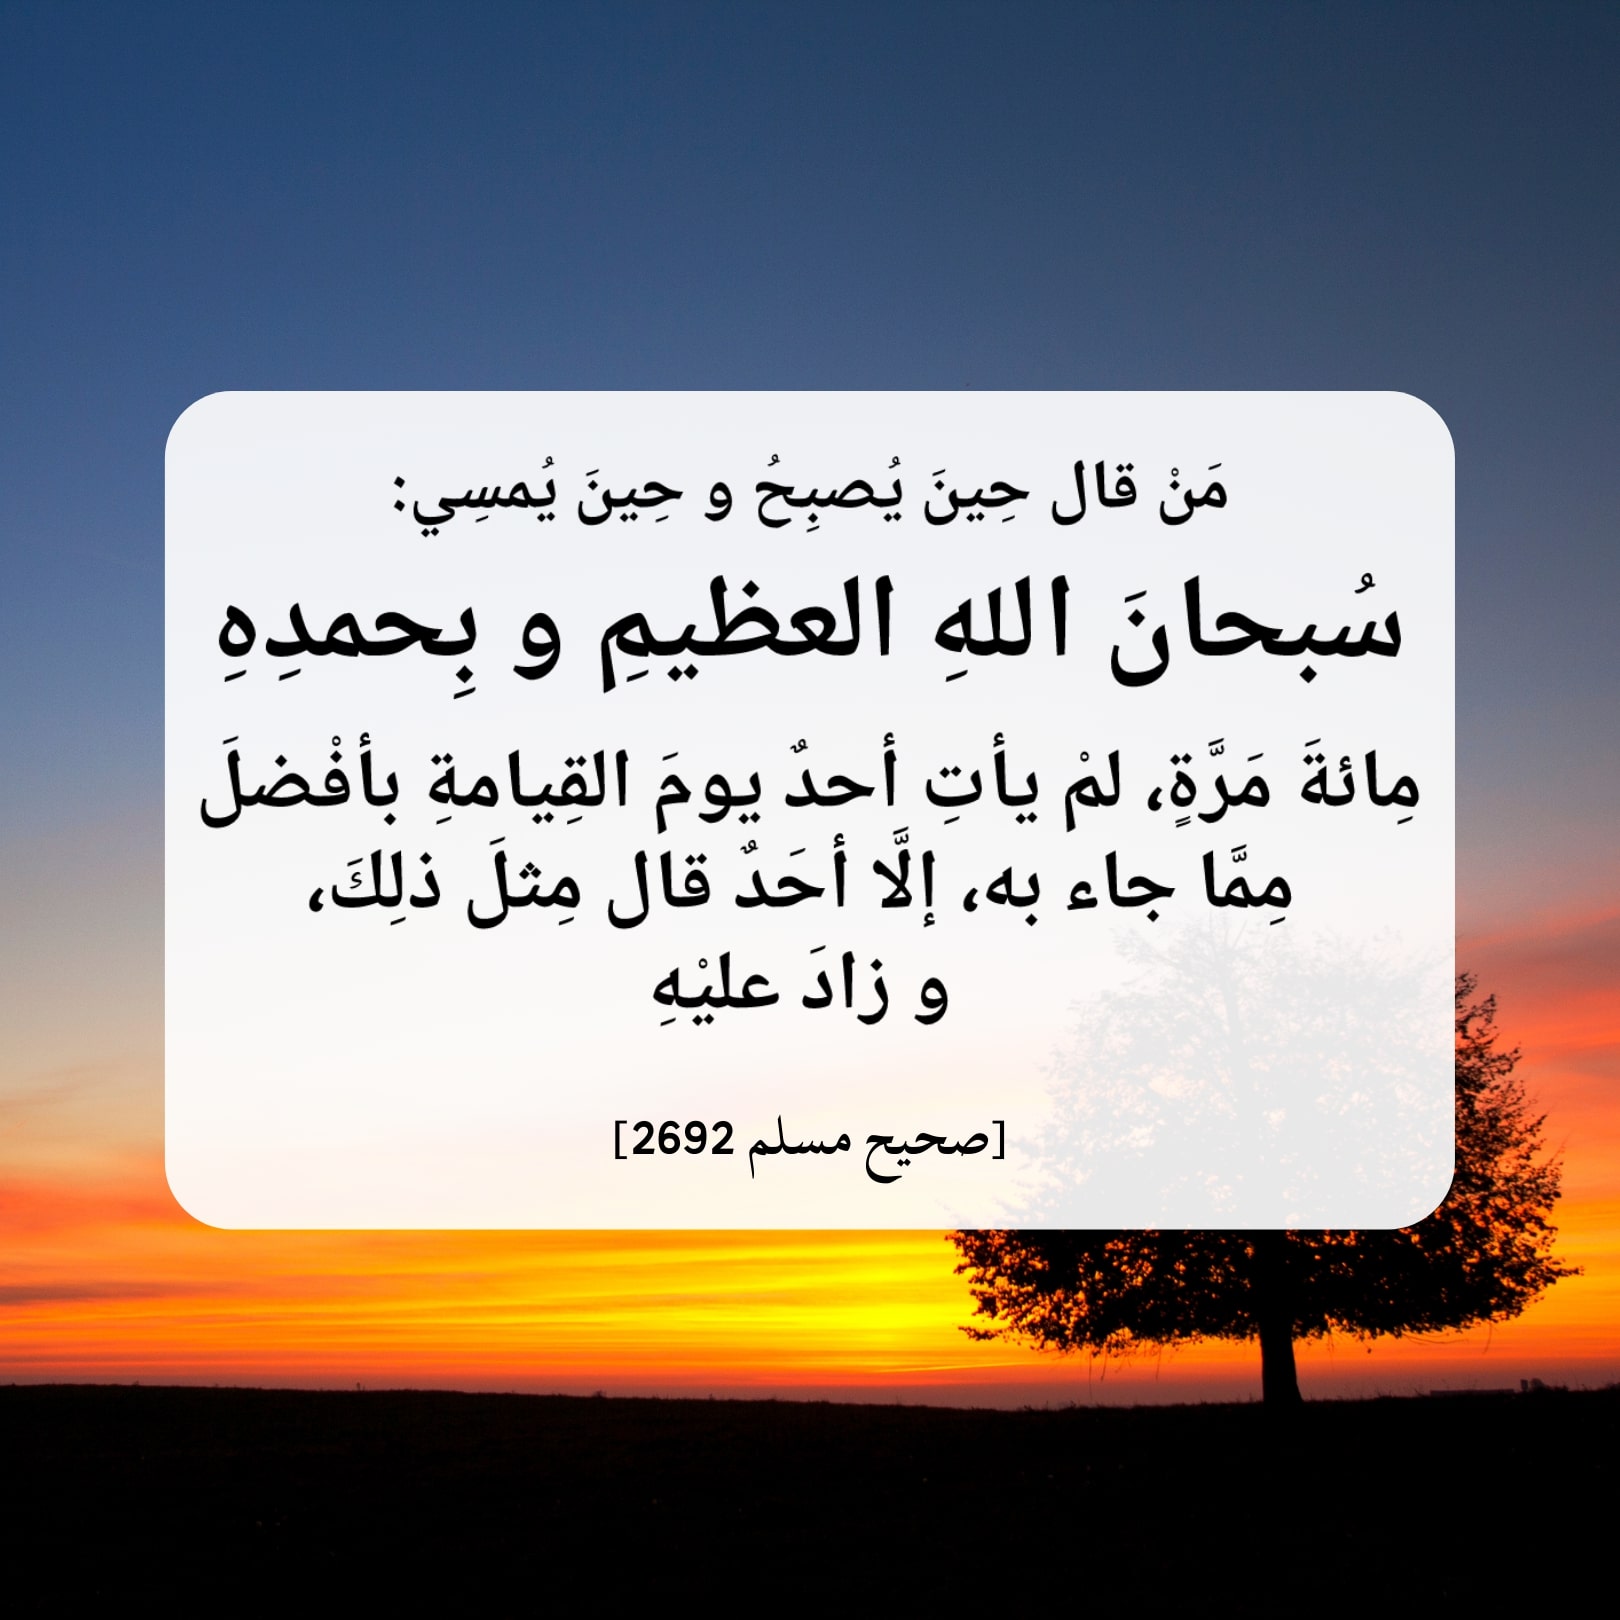 مَنْ قال حِينَ يُصبِحُ و حِينَ يُمسِي:
سُبحانَ اللهِ العظيمِ و بِحمدِهِ
مِائةَ مَرَّةٍ، لمْ يأتِ أحدٌ يومَ القِيامةِ بأفْضلَ
مِمَّا جاء به، إلَّا أحَدٌ قال مِثلَ ذلِكَ،
و زادَ عليْهِ
[صحيح مسلم 2692]